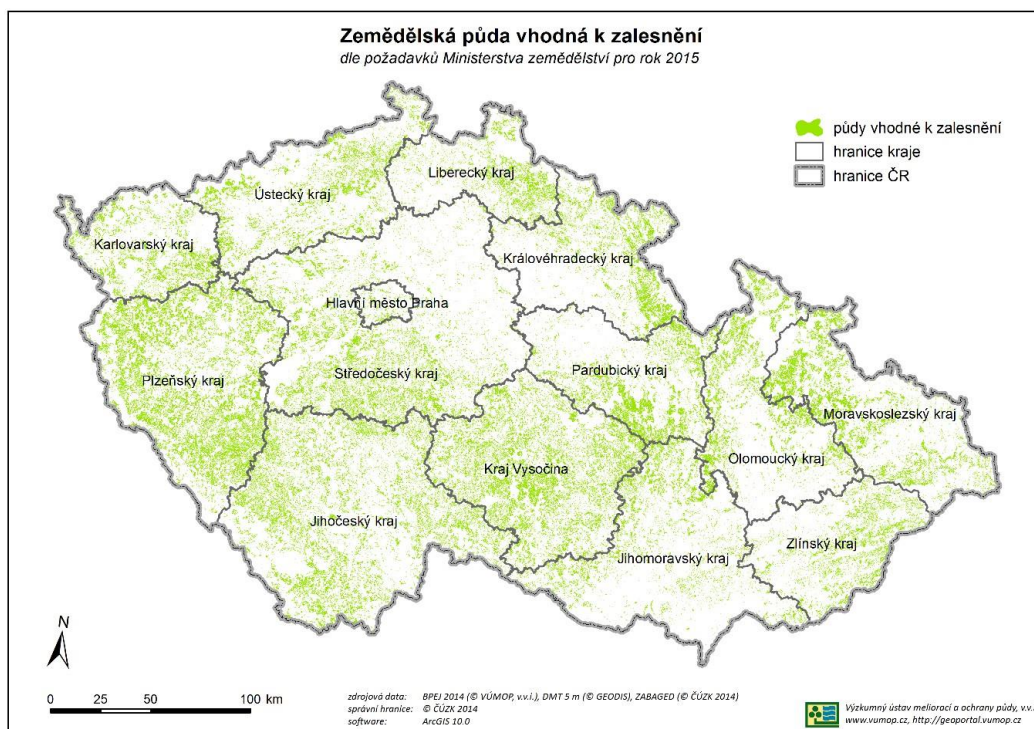 Zemědělská půda vhodná k zalesnění
dle požadavků Ministerstva zemědělství pro rok 2015
půdy vhodné k zalesnění
hranice kraje
hranice ČR
Liberecký kraj
Ústecký kraj
Karlovarský kraj
Královéhradecký kraj
Hlavní město Praha
Středočeský kraj
Pardubický kraj
Plzeňský kraj
Moravskoslezský kraj
Olomoucký kraj
Kraj Vysočina
Jihočeský kraj
Zlínský kraj
Jihomoravský kraj
N
0 25 50 100 km
zdrojová data: BPEJ 2014 (© VÚMOP, v.v.i.), DMT 5 m (© GEODIS), ZABAGED (© ČÚZK 2014)
správní hranice: © ČÚZK 2014
software: ArcGIS 10.0
Výzkumný ústav meliorací a ochrany půdy, v.v.i.
www.vumop.cz, http://geoportal.vumop.cz